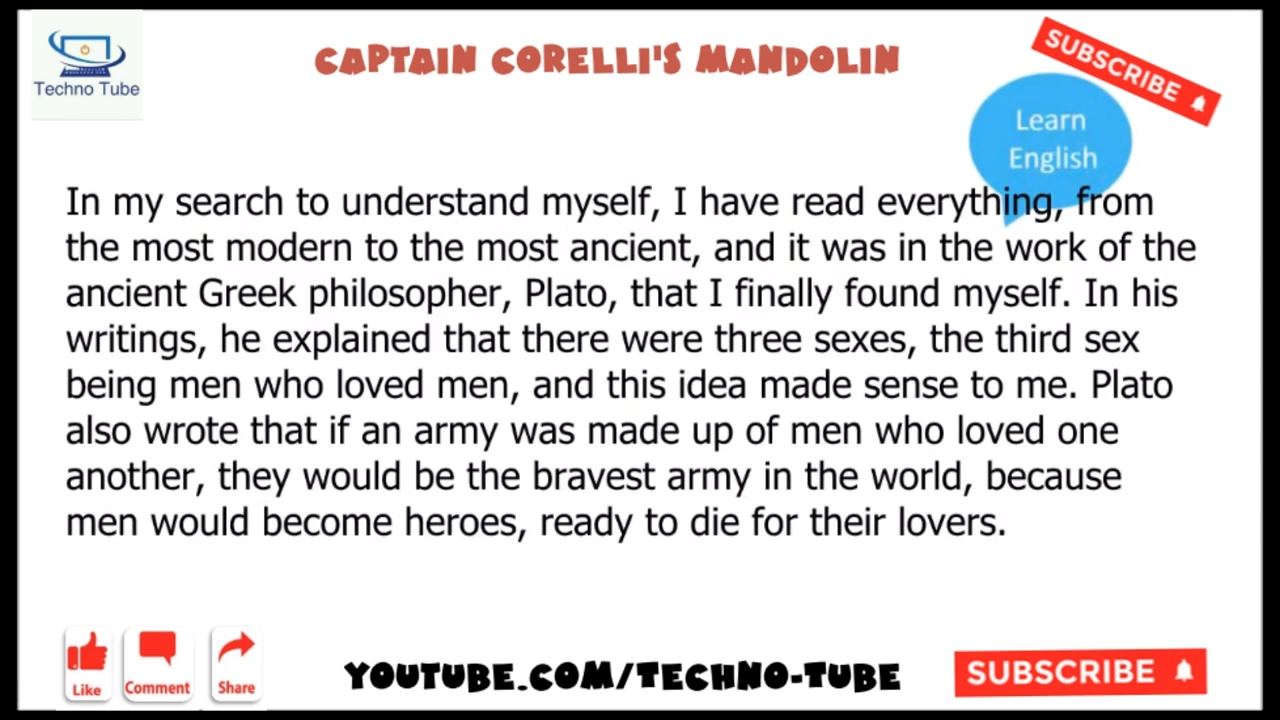 Techno Tube
CAPTAIN CORELLI'S MANDOLIN
SUBSCRIBE
Learn
English
In my search to understand myself, I have read everything, from
the most modern to the most ancient, and it was in the work of the
ancient Greek philosopher, Plato, that I finally found myself. In his
writings, he explained that there were three sexes, the third sex
being men who loved men, and this idea made sense to me. Plato
also wrote that if an army was made up of men who loved one
another, they would be the bravest army in the world, because
men would become heroes, ready to die for their lovers.
Like
Comment
Share
YOUTUBE.COM/TECHNO-TUBE
SUBSCRIBE